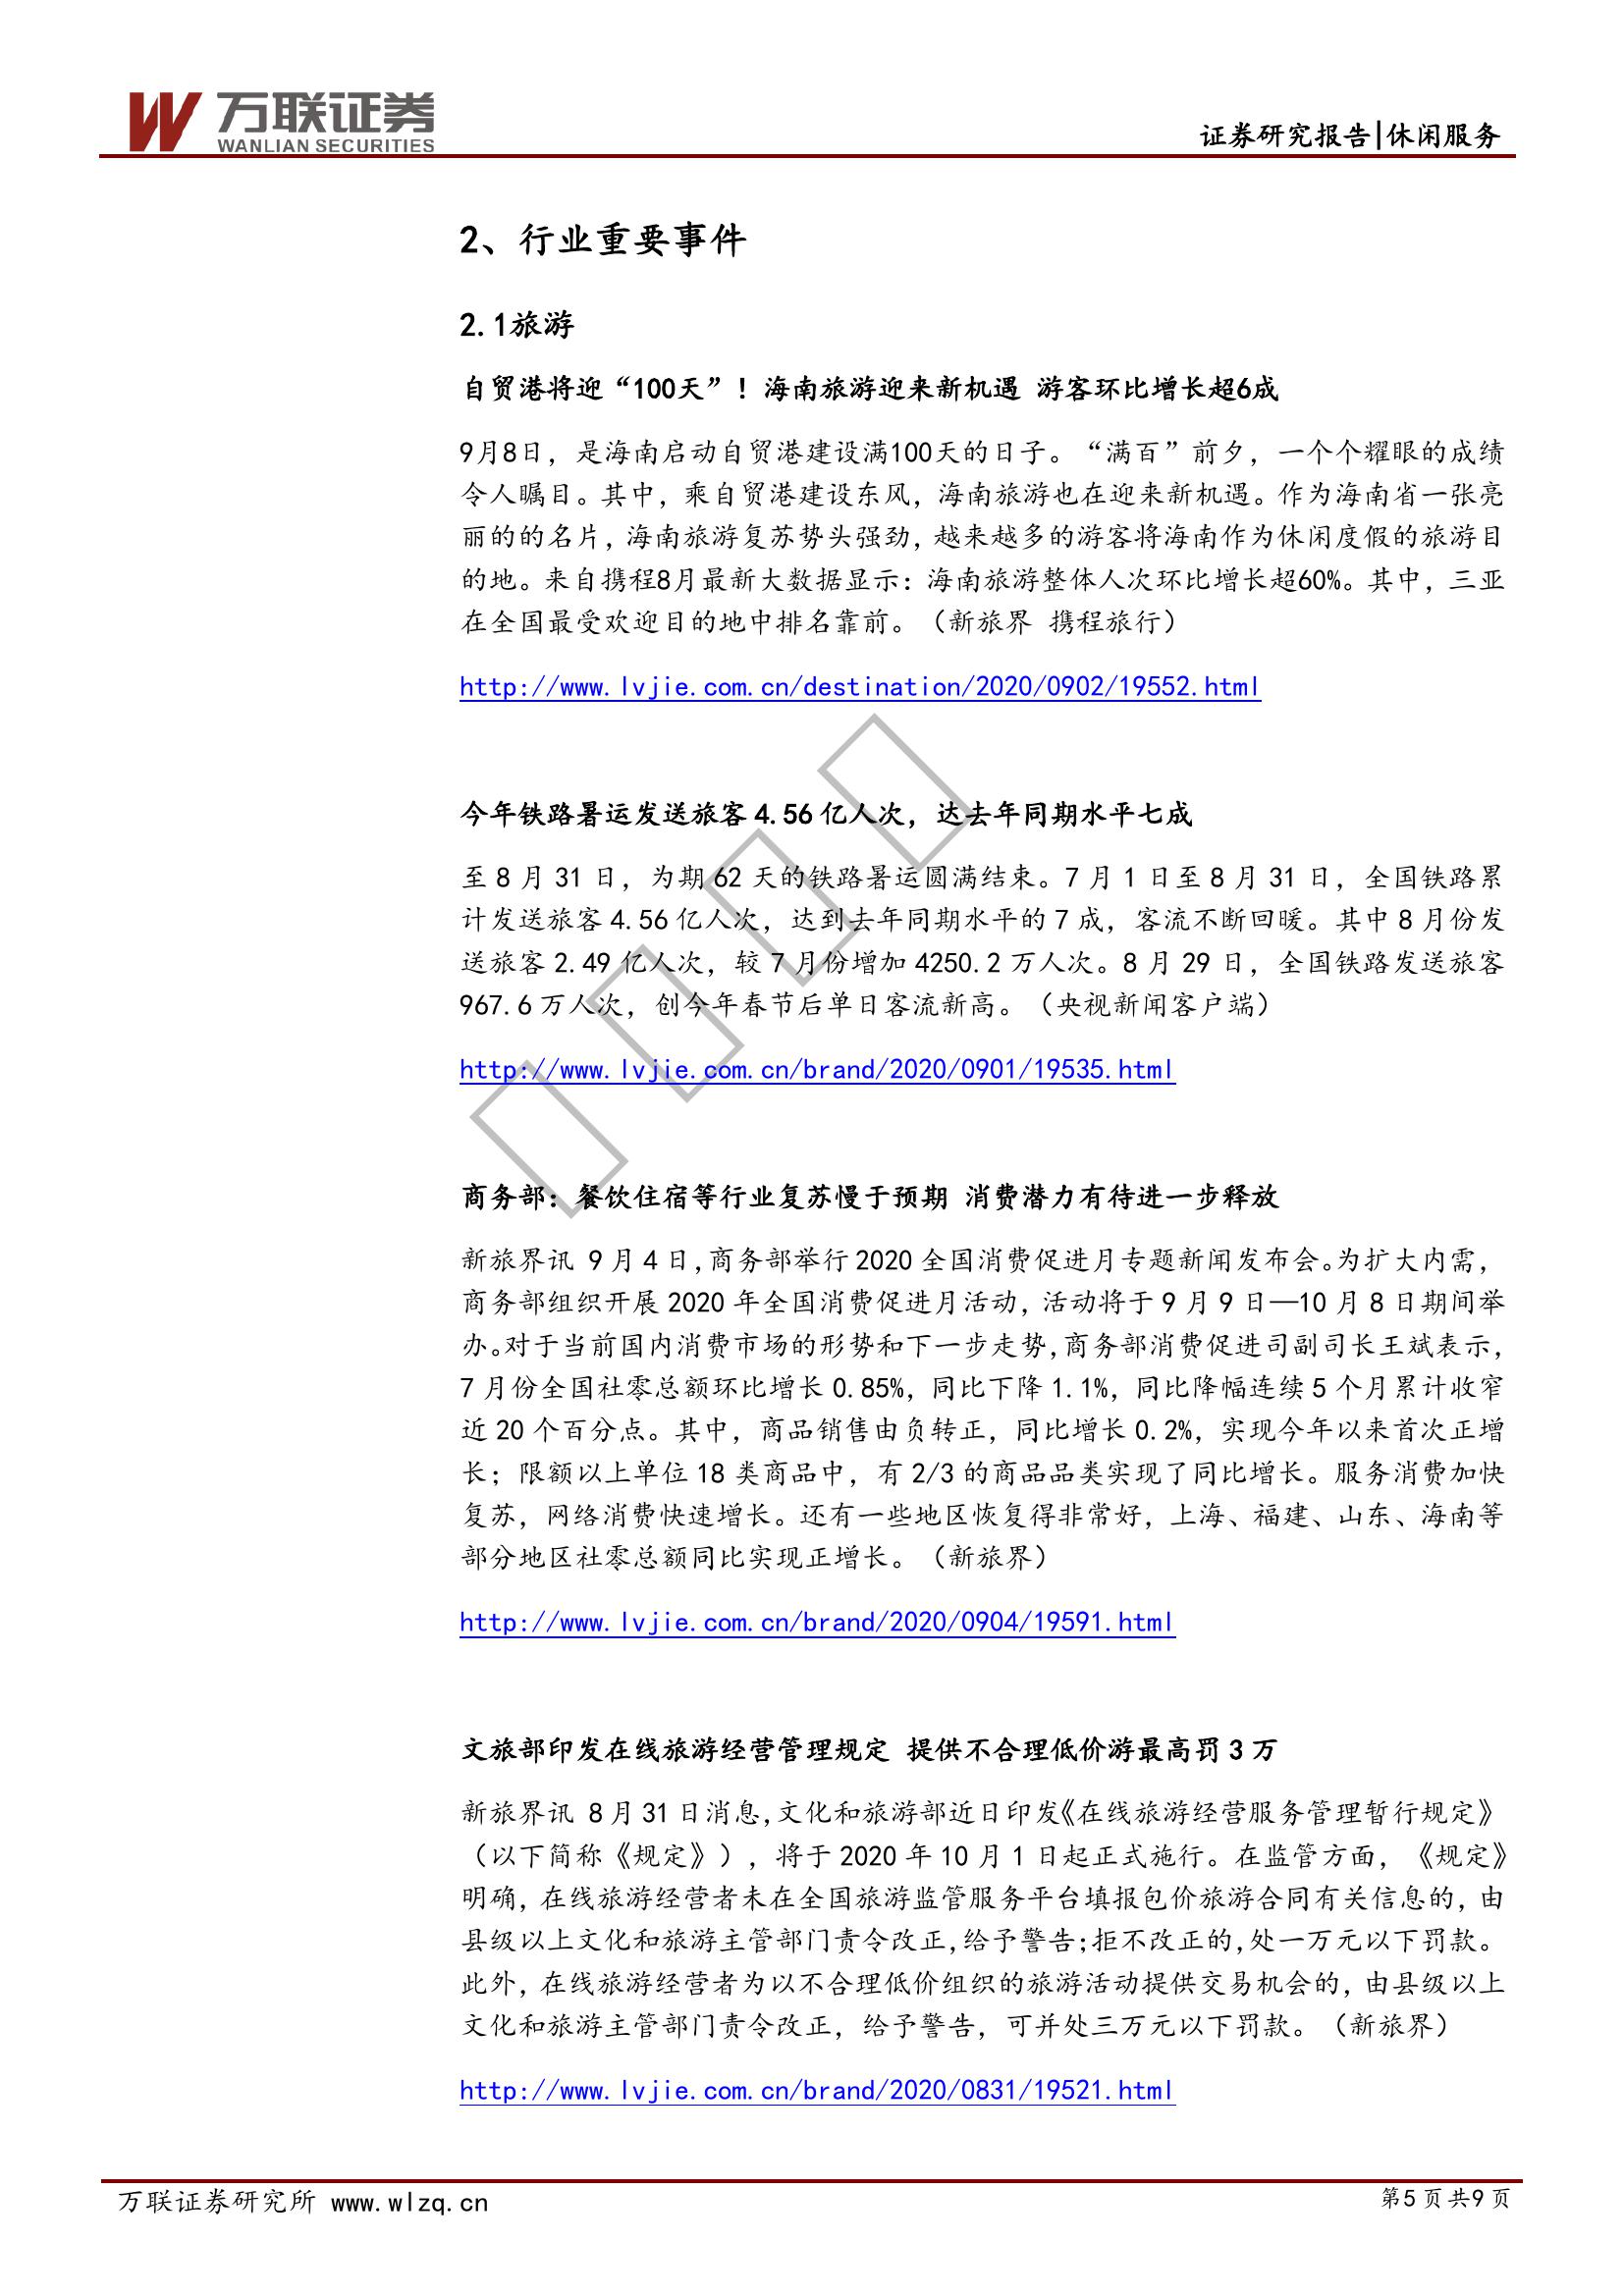 万联证券
WANLIAN SECURITIES
证券研究报告|休闲服务
2、行业重要事件
2.1旅游
自贸港将迎“100天”！海南旅游迎来新机遇 游客环比增长超6成
9月8日，是海南启动自贸港建设满100天的日子。“满百”前夕，一个个耀眼的成绩
令人瞩目。其中，乘自贸港建设东风，海南旅游也在迎来新机遇。作为海南省一张亮
丽的的名片，海南旅游复苏势头强劲，越来越多的游客将海南作为休闲度假的旅游目
的地。来自携程8月最新大数据显示：海南旅游整体人次环比增长超60%。其中，三亚
在全国最受欢迎目的地中排名靠前。（新旅界 携程旅行）
http://www.lvjie.com.cn/destination/2020/0902/19552.html
今年铁路暑运发送旅客 4.56 亿人次，达去年同期水平七成
至 8 月 31 日，为期 62 天的铁路暑运圆满结束。7 月 1 日至 8 月 31 日，全国铁路累
计发送旅客 4.56 亿人次，达到去年同期水平的 7 成，客流不断回暖。其中 8 月份发
送旅客 2.49 亿人次，较 7 月份增加 4250.2 万人次。8 月 29 日，全国铁路发送旅客
967.6 万人次，创今年春节后单日客流新高。（央视新闻客户端）
http://www.lvjie.com.cn/brand/2020/0901/19535.html
商务部：餐饮住宿等行业复苏慢于预期 消费潜力有待进一步释放
新旅界讯 9 月 4 日，商务部举行 2020 全国消费促进月专题新闻发布会。为扩大内需，
商务部组织开展 2020 年全国消费促进月活动，活动将于 9 月 9 日—10 月 8 日期间举
办。对于当前国内消费市场的形势和下一步走势，商务部消费促进司副司长王斌表示，
7 月份全国社零总额环比增长 0.85%，同比下降 1.1%，同比降幅连续 5 个月累计收窄
近 20 个百分点。其中，商品销售由负转正，同比增长 0.2%，实现今年以来首次正增
长；限额以上单位 18 类商品中，有 2/3 的商品品类实现了同比增长。服务消费加快
复苏，网络消费快速增长。还有一些地区恢复得非常好，上海、福建、山东、海南等
部分地区社零总额同比实现正增长。（新旅界）
http://www.lvjie.com.cn/brand/2020/0904/19591.html
文旅部印发在线旅游经营管理规定 提供不合理低价游最高罚 3 万
新旅界讯 8 月 31 日消息，文化和旅游部近日印发《在线旅游经营服务管理暂行规定》
（以下简称《规定》），将于 2020 年 10 月 1 日起正式施行。在监管方面，《规定》
明确，在线旅游经营者未在全国旅游监管服务平台填报包价旅游合同有关信息的，由
县级以上文化和旅游主管部门责令改正，给予警告；拒不改正的，处一万元以下罚款。
此外，在线旅游经营者为以不合理低价组织的旅游活动提供交易机会的，由县级以上
文化和旅游主管部门责令改正，给予警告，可并处三万元以下罚款。（新旅界）
http://www.lvjie.com.cn/brand/2020/0831/19521.html
万联证券研究所 www.wlzq.cn
第 5 页 共 9 页